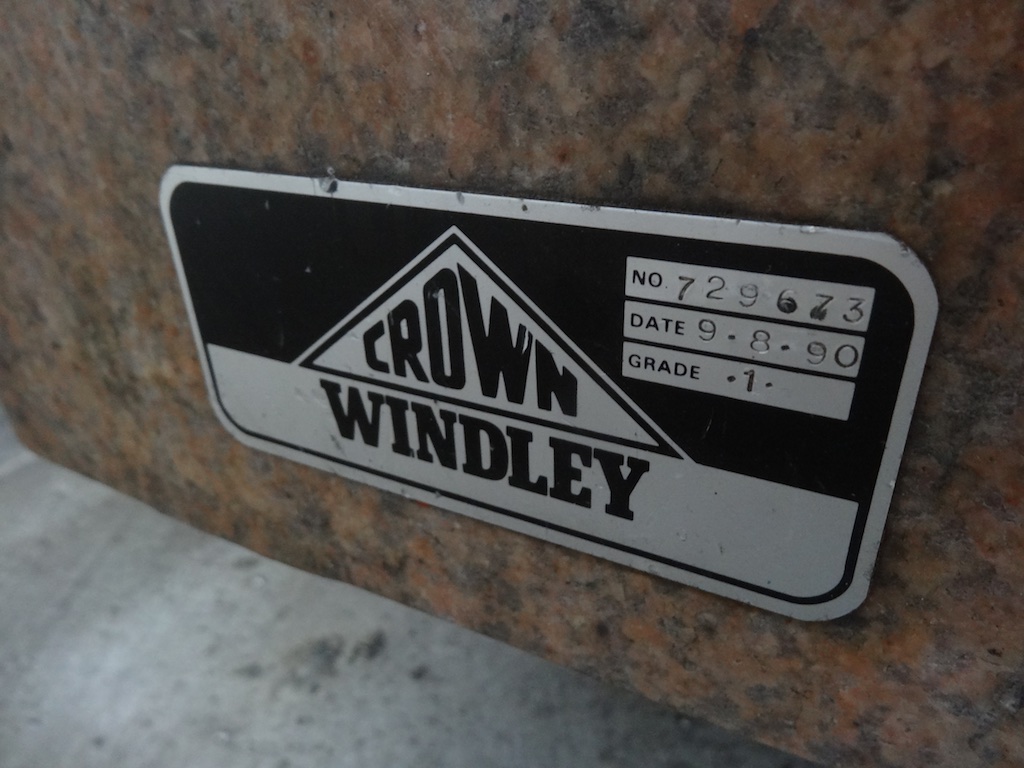 CROWN
WINDLEY
NO. 729673
DATE 9.8.90
GRADE .1.